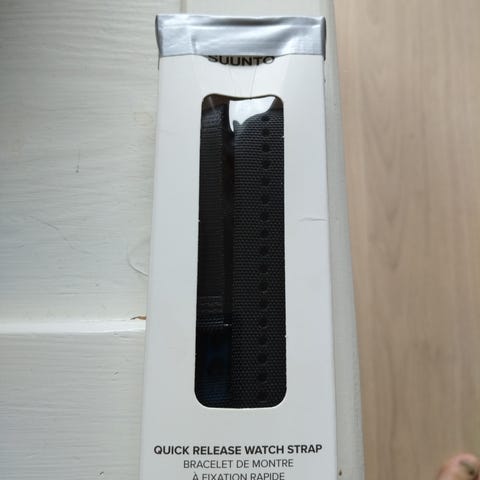 SUUNTO
QUICK RELEASE WATCH STRAP
BRACELET DE MONTRE
À FIXATION RAPIDE